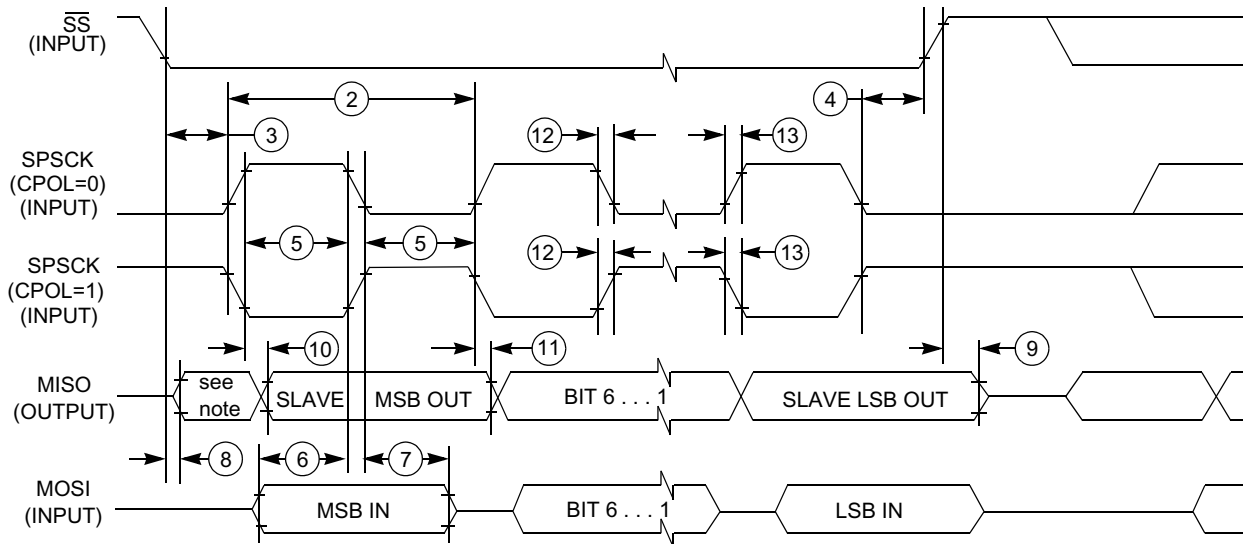 SS
(INPUT)
2
4
3
12
13
SPSCK
(CPOL=0)
(INPUT)
5
5
12
13
SPSCK
(CPOL=1)
(INPUT)
10
11
9
MISO
(OUTPUT)
see
note
SLAVE
MSB OUT
BIT 6 . . . 1
SLAVE LSB OUT
8
6
7
MOSI
(INPUT)
MSB IN
BIT 6 . . . 1
LSB IN